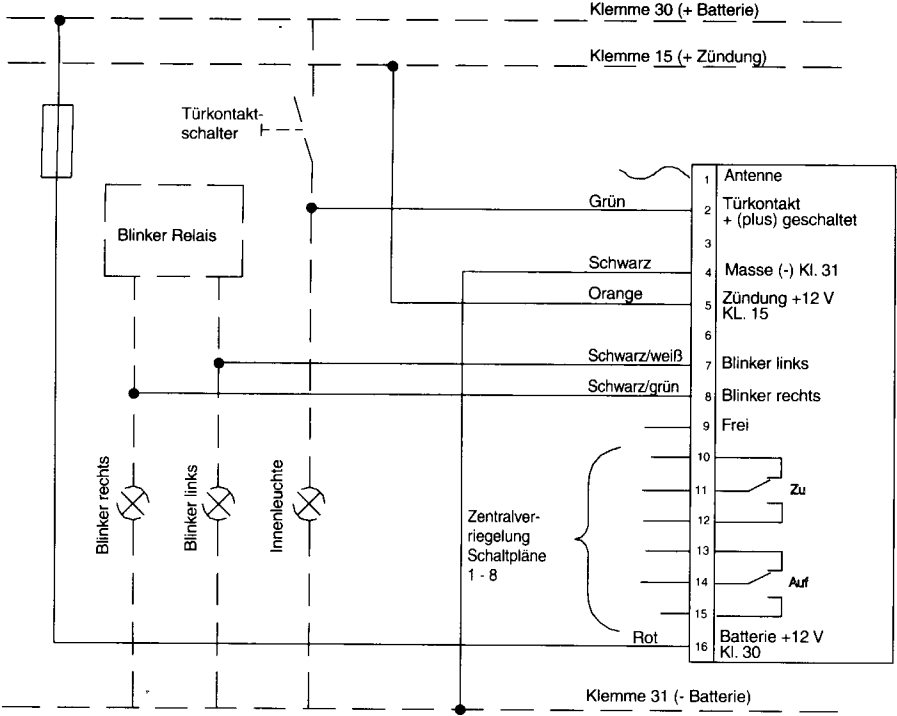 Klemme 30 (+ Batterie)
Klemme 15 (+ Zündung)
Türkontakt-
schalter
Blinker Relais
Grün
Schwarz
Orange
Schwarz/weiß
Schwarz/grün
1 Antenne
2 Türkontakt
+ (plus) geschaltet
3
4 Masse (-) Kl. 31
5 Zündung +12 V
KL. 15
6
7 Blinker links
8 Blinker rechts
9 Frei
10
11 Zu
12
13
14 Auf
15
16 Batterie +12 V
Kl. 30
Blinker rechts
Blinker links
Innenleuchte
Zentralver-
riegelung
Schaltpläne
1 - 8
Rot
Klemme 31 (- Batterie)